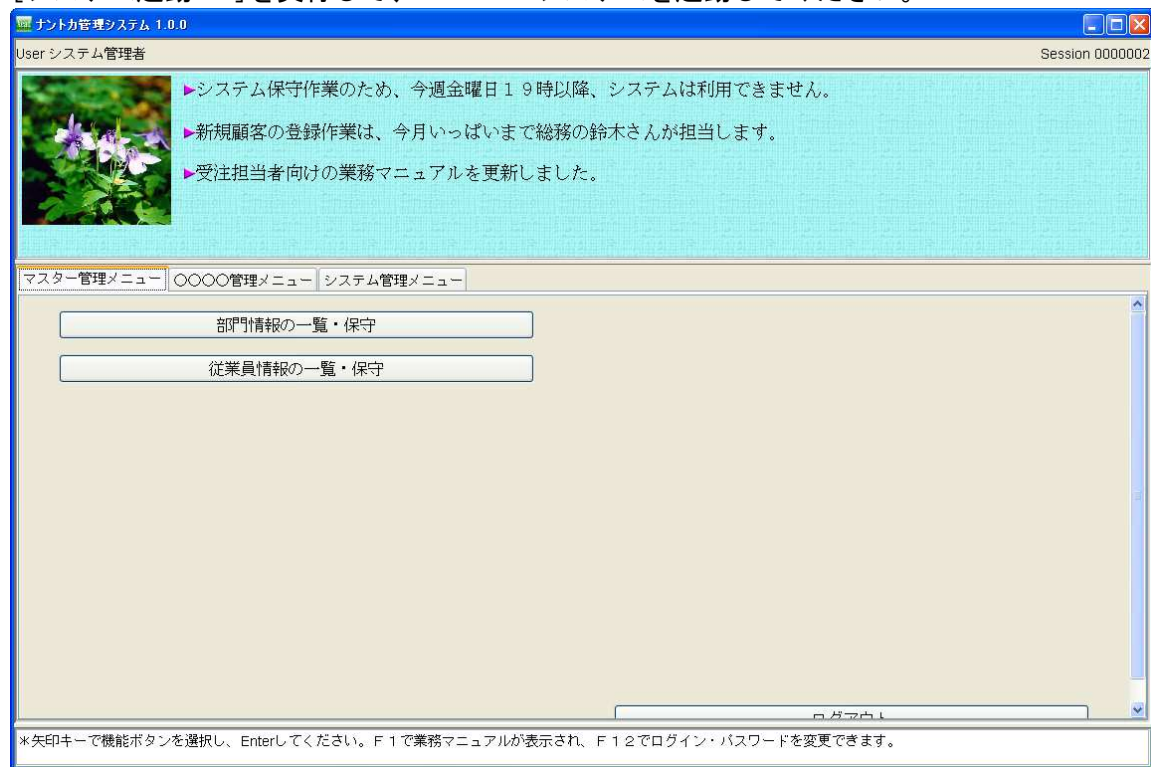 ナントカ管理システム 1.0.0
User システム管理者
Session 0000002
▶システム保守作業のため、今週金曜日１９時以降、システムは利用できません。
▶新規顧客の登録作業は、今月いっぱいまで総務の鈴木さんが担当します。
▶受注担当者向けの業務マニュアルを更新しました。
マスター管理メニュー
〇〇〇〇管理メニュー
システム管理メニュー
部門情報の一覧・保守
従業員情報の一覧・保守
ログアウト
*矢印キーで機能ボタンを選択し、Enterしてください。Ｆ１で業務マニュアルが表示され、Ｆ１２でログイン・パスワードを変更できます。